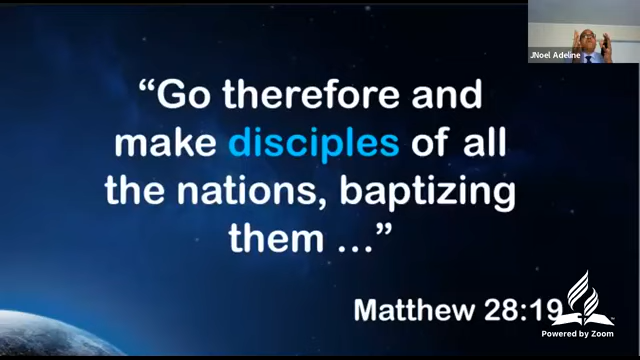 JNoel Adeline
“Go therefore and
make disciples of all
the nations, baptizing
them ...”
Matthew 28:19
Powered by Zoom